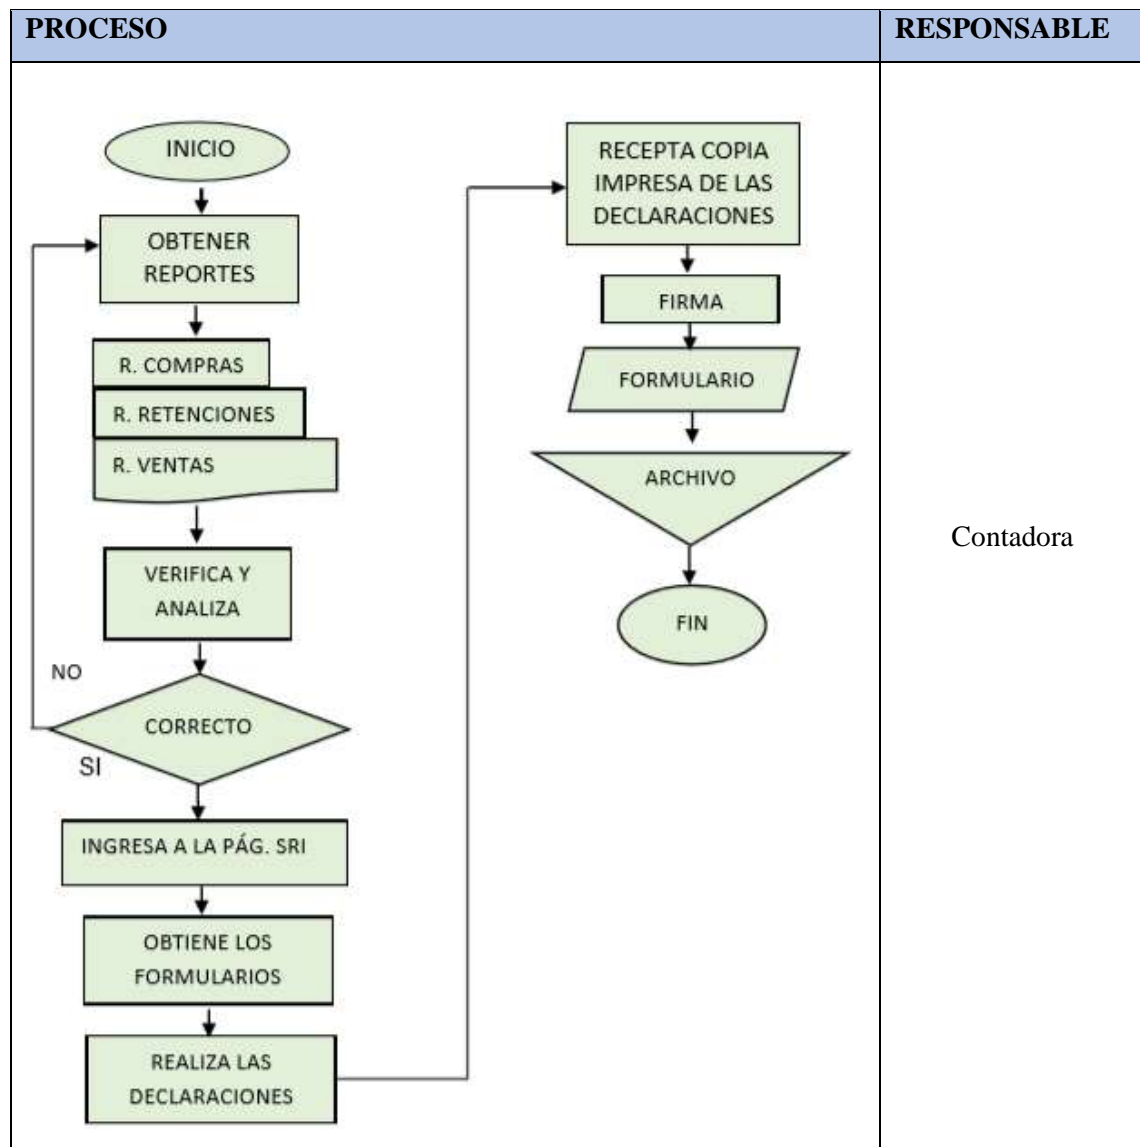 PROCESO
RESPONSABLE
INICIO
OBTENER
REPORTES
R. COMPRAS
R. RETENCIONES
R. VENTAS
VERIFICA Y
ANALIZA
NO
CORRECTO
SI
INGRESA A LA PÁG. SRI
OBTIENE LOS
FORMULARIOS
REALIZA LAS
DECLARACIONES
RECEPTA COPIA
IMPRESA DE LAS
DECLARACIONES
FIRMA
FORMULARIO
ARCHIVO
FIN
Contadora